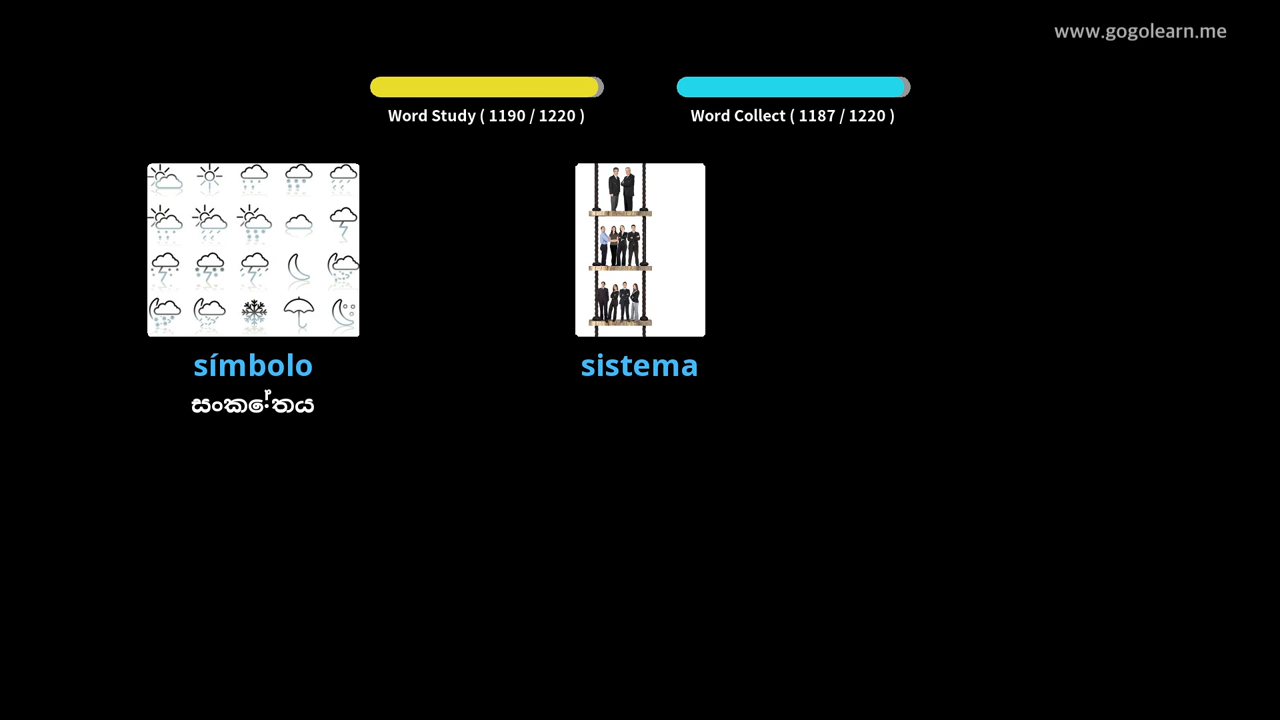 www.gogolearn.me
Word Study ( 1190 / 1220 )
Word Collect ( 1187 / 1220 )
símbolo
sistema
සංකේතය